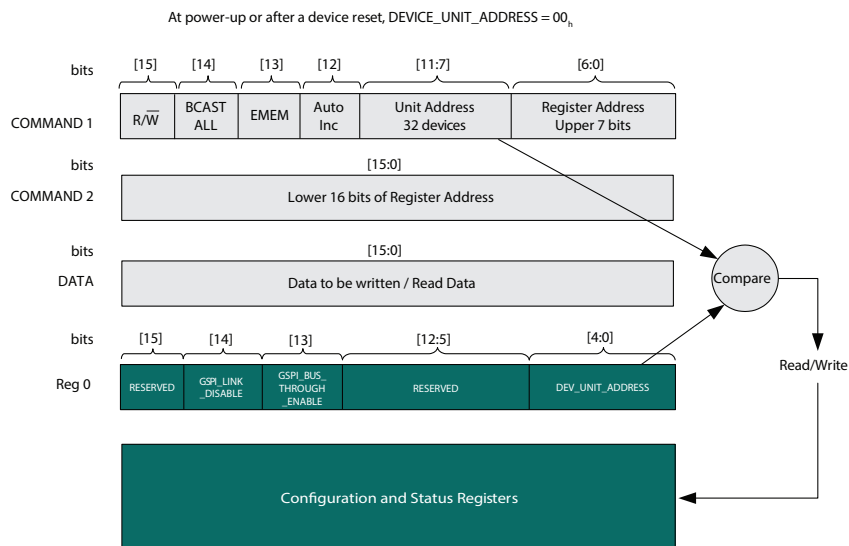 At power-up or after a device reset, DEVICE_UNIT_ADDRESS = 00h
bits [15] [14] [13] [12] [11:7] [6:0]
COMMAND 1
R/W̅
BCAST
ALL
EMEM
Auto
Inc
Unit Address
32 devices
Register Address
Upper 7 bits
bits [15:0]
COMMAND 2 Lower 16 bits of Register Address
bits [15:0]
DATA Data to be written / Read Data
Compare
bits [15] [14] [13] [12:5] [4:0]
Reg 0
RESERVED
GSPI_LINK
_DISABLE
GSPI_BUS_
THROUGH
_ENABLE
RESERVED
DEV_UNIT_ADDRESS
Read/Write
Configuration and Status Registers